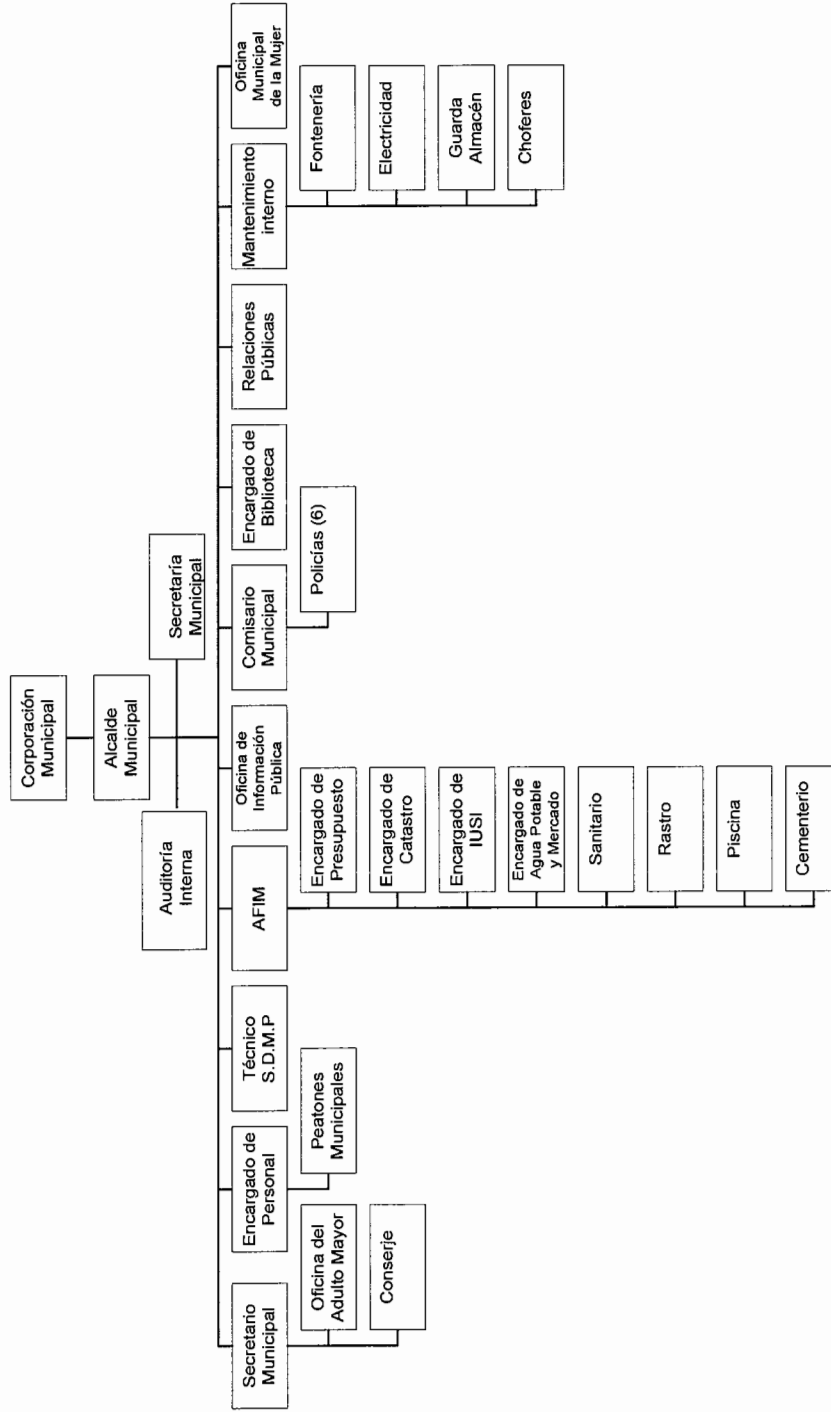 Corporación
Municipal
Alcalde
Municipal
Auditoría
Interna
Secretaría
Municipal
Secretario
Municipal
Oficina del
Adulto Mayor
Conserje
Encargado de
Personal
Peatones
Municipales
Técnico
S.D.M.P
AFIM
Encargado de
Presupuesto
Encargado de
Catastro
Encargado de
IUSI
Encargado de
Agua Potable
y Mercado
Sanitario
Rastro
Piscina
Cementerio
Oficina de
Información
Pública
Comisario
Municipal
Policías (6)
Encargado de
Biblioteca
Relaciones
Públicas
Mantenimiento
interno
Fontenería
Electricidad
Guarda
Almacén
Choferes
Oficina
Municipal
de la Mujer